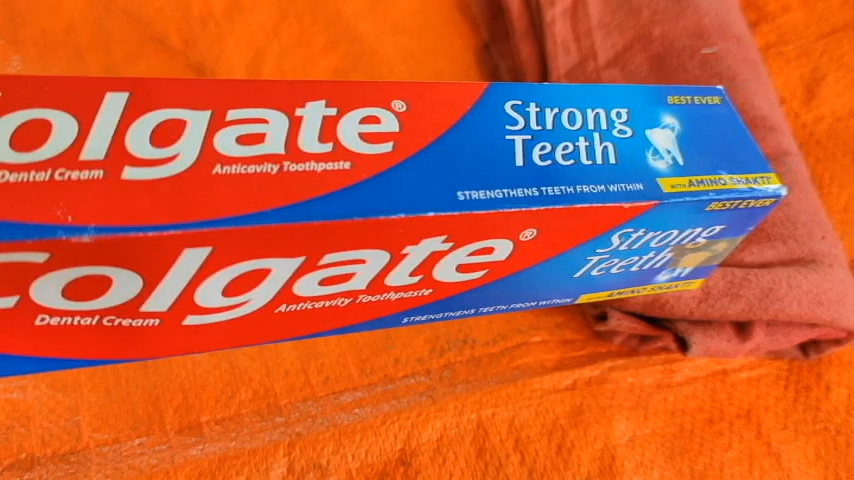 olgate®
Dental Cream
Anticavity Toothpaste
Strong
Teeth
BEST EVER
STRENGTHENS TEETH FROM WITHIN
WITH AMINO SHAKTI
Colgate®
Dental Cream
Anticavity Toothpaste
Strong
Teeth
BEST EVER
STRENGTHENS TEETH FROM WITHIN
AMINO SHAKTI